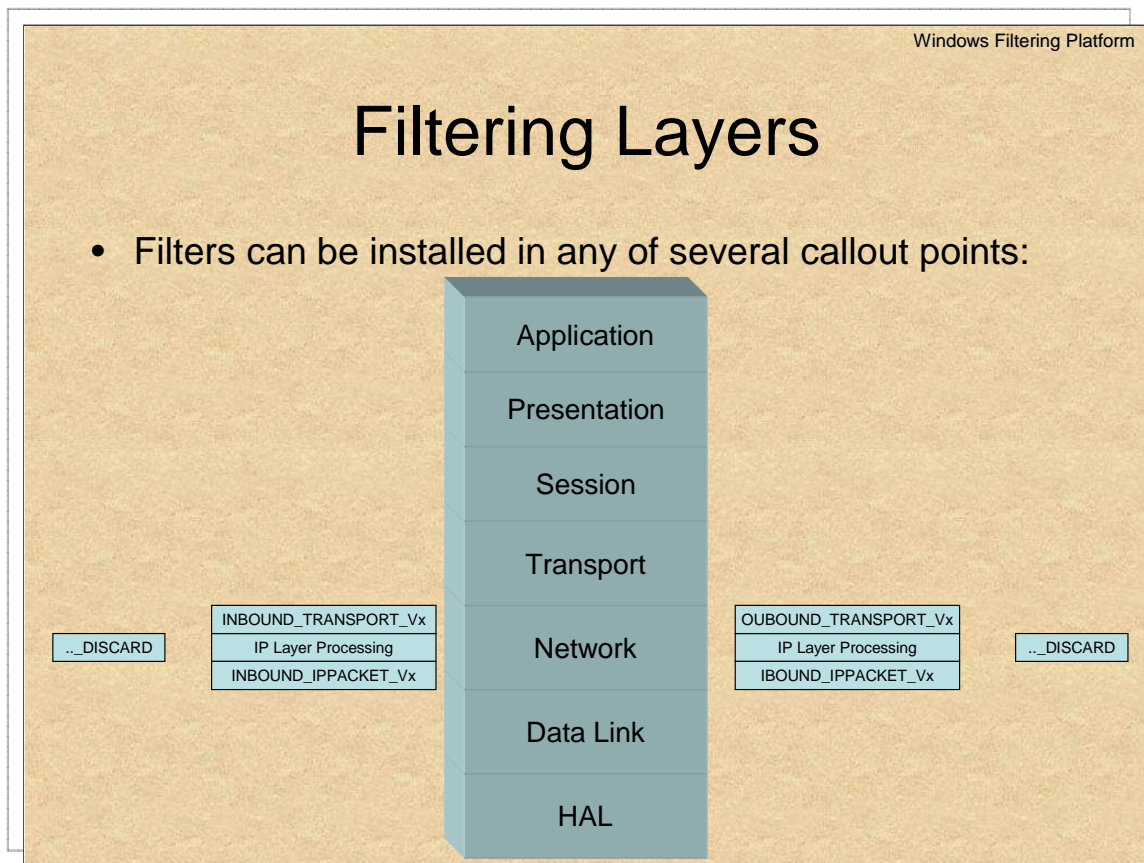 Windows Filtering Platform
Filtering Layers
• Filters can be installed in any of several callout points:
Application
Presentation
Session
Transport
Network
Data Link
HAL
.._DISCARD
INBOUND_TRANSPORT_Vx
IP Layer Processing
INBOUND_IPPACKET_Vx
OUBOUND_TRANSPORT_Vx
IP Layer Processing
IBOUND_IPPACKET_Vx
.._DISCARD